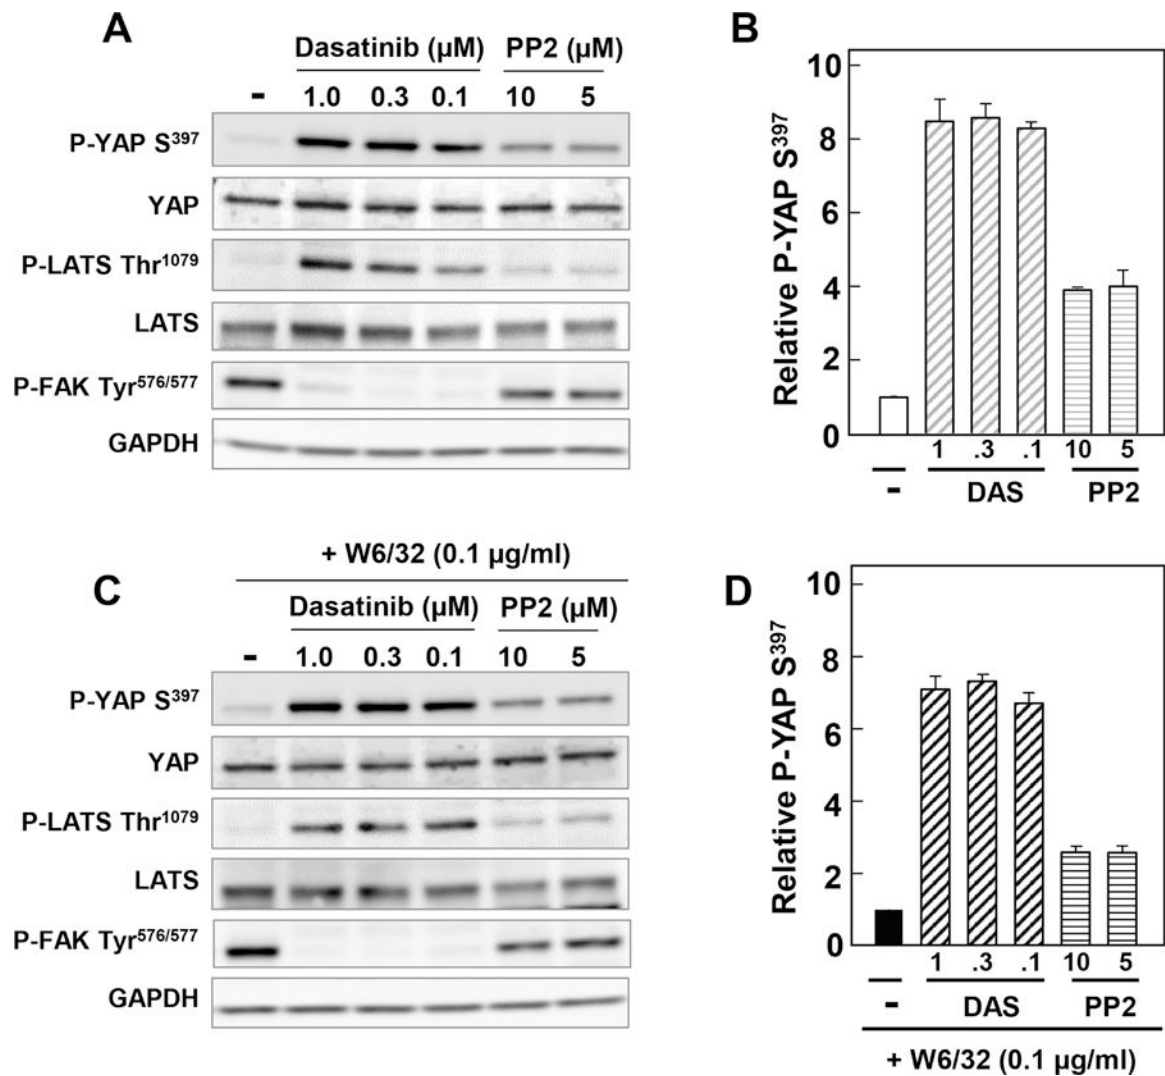 A
Dasatinib (µM) PP2 (µM)
- 1.0 0.3 0.1 10 5
P-YAP S³⁹⁷
YAP
P-LATS Thr¹⁰⁷⁹
LATS
P-FAK Tyr⁵⁷⁶/⁵⁷⁷
GAPDH
B
Relative P-YAP S³⁹⁷
10
8
6
4
2
0
1 .3 .1 10 5
- DAS PP2
+ W6/32 (0.1 µg/ml)
C
Dasatinib (µM) PP2 (µM)
- 1.0 0.3 0.1 10 5
P-YAP S³⁹⁷
YAP
P-LATS Thr¹⁰⁷⁹
LATS
P-FAK Tyr⁵⁷⁶/⁵⁷⁷
GAPDH
D
Relative P-YAP S³⁹⁷
10
8
6
4
2
0
1 .3 .1 10 5
- DAS PP2
+ W6/32 (0.1 µg/ml)